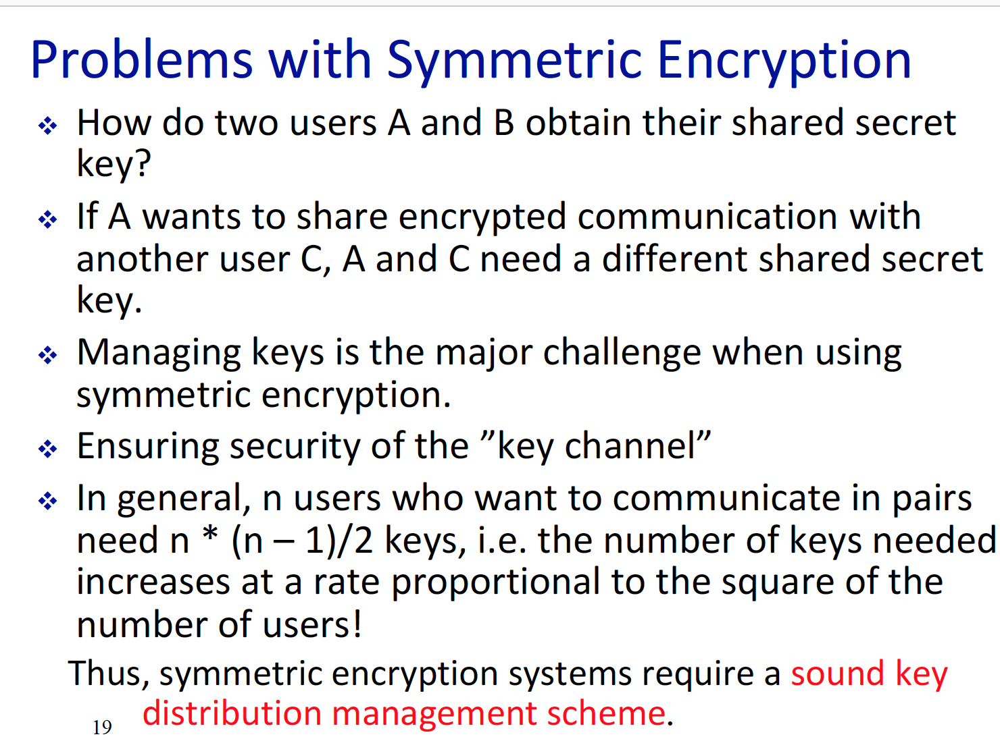 Problems with Symmetric Encryption
❖ How do two users A and B obtain their shared secret
key?
❖ If A wants to share encrypted communication with
another user C, A and C need a different shared secret
key.
❖ Managing keys is the major challenge when using
symmetric encryption.
❖ Ensuring security of the ”key channel”
❖ In general, n users who want to communicate in pairs
need n * (n – 1)/2 keys, i.e. the number of keys needed
increases at a rate proportional to the square of the
number of users!
Thus, symmetric encryption systems require a sound key
distribution management scheme.
19